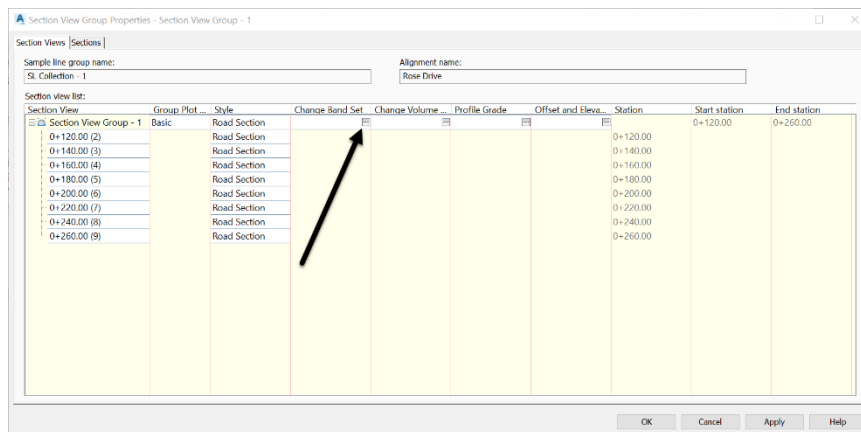 Section View Group Properties - Section View Group - 1
Section Views Sections
Sample line group name: Alignment name:
SL Collection - 1 Rose Drive
Section view list:
Section View Group Plot ... Style Change Band Set Change Volume ... Profile Grade Offset and Eleva... Station Start station End station
Section View Group - 1 Basic Road Section 0+120.00 0+260.00
0+120.00 (2) Road Section 0+120.00
0+140.00 (3) Road Section 0+140.00
0+160.00 (4) Road Section 0+160.00
0+180.00 (5) Road Section 0+180.00
0+200.00 (6) Road Section 0+200.00
0+220.00 (7) Road Section 0+220.00
0+240.00 (8) Road Section 0+240.00
0+260.00 (9) Road Section 0+260.00
OK Cancel Apply Help